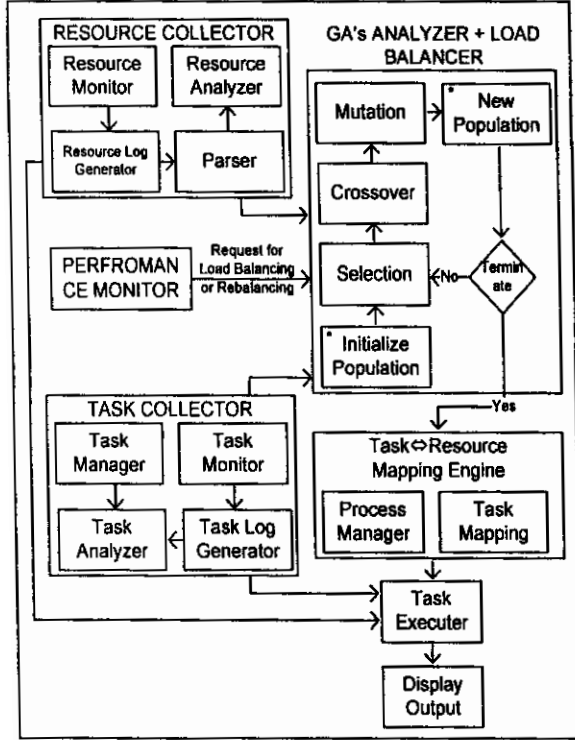 RESOURCE COLLECTOR
Resource
Monitor
Resource
Analyzer
Resource Log
Generator
Parser
GA's ANALYZER + LOAD
BALANCER
Mutation
New
Population
Crossover
Selection
No
Termin
ate
Initialize
Population
PERFROMAN
CE MONITOR
Request for
Load Balancing
or Rebalancing
TASK COLLECTOR
Task
Manager
Task
Monitor
Task
Analyzer
Task Log
Generator
Yes
Task⇔Resource
Mapping Engine
Process
Manager
Task
Mapping
Task
Executer
Display
Output